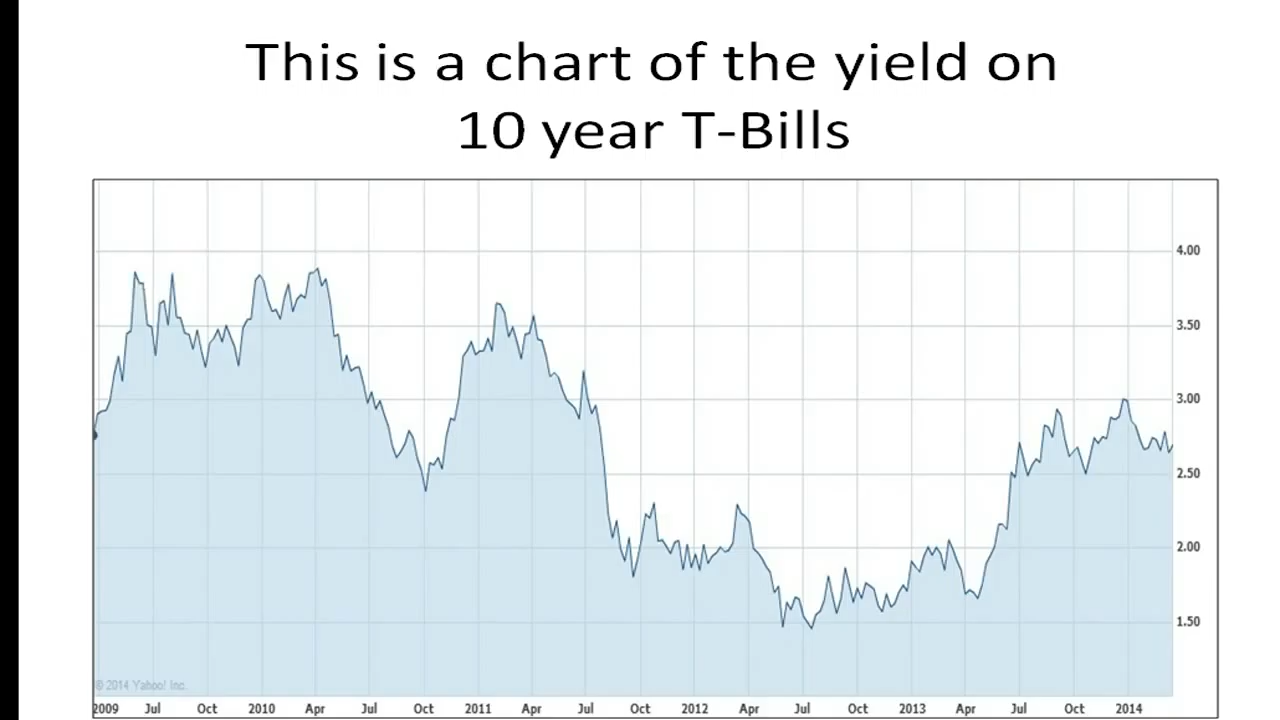 This is a chart of the yield on
10 year T-Bills
4.00
3.50
3.00
2.50
2.00
1.50
© 2014 Yahoo! Inc.
2009 Jul Oct 2010 Apr Jul Oct 2011 Apr Jul Oct 2012 Apr Jul Oct 2013 Apr Jul Oct 2014